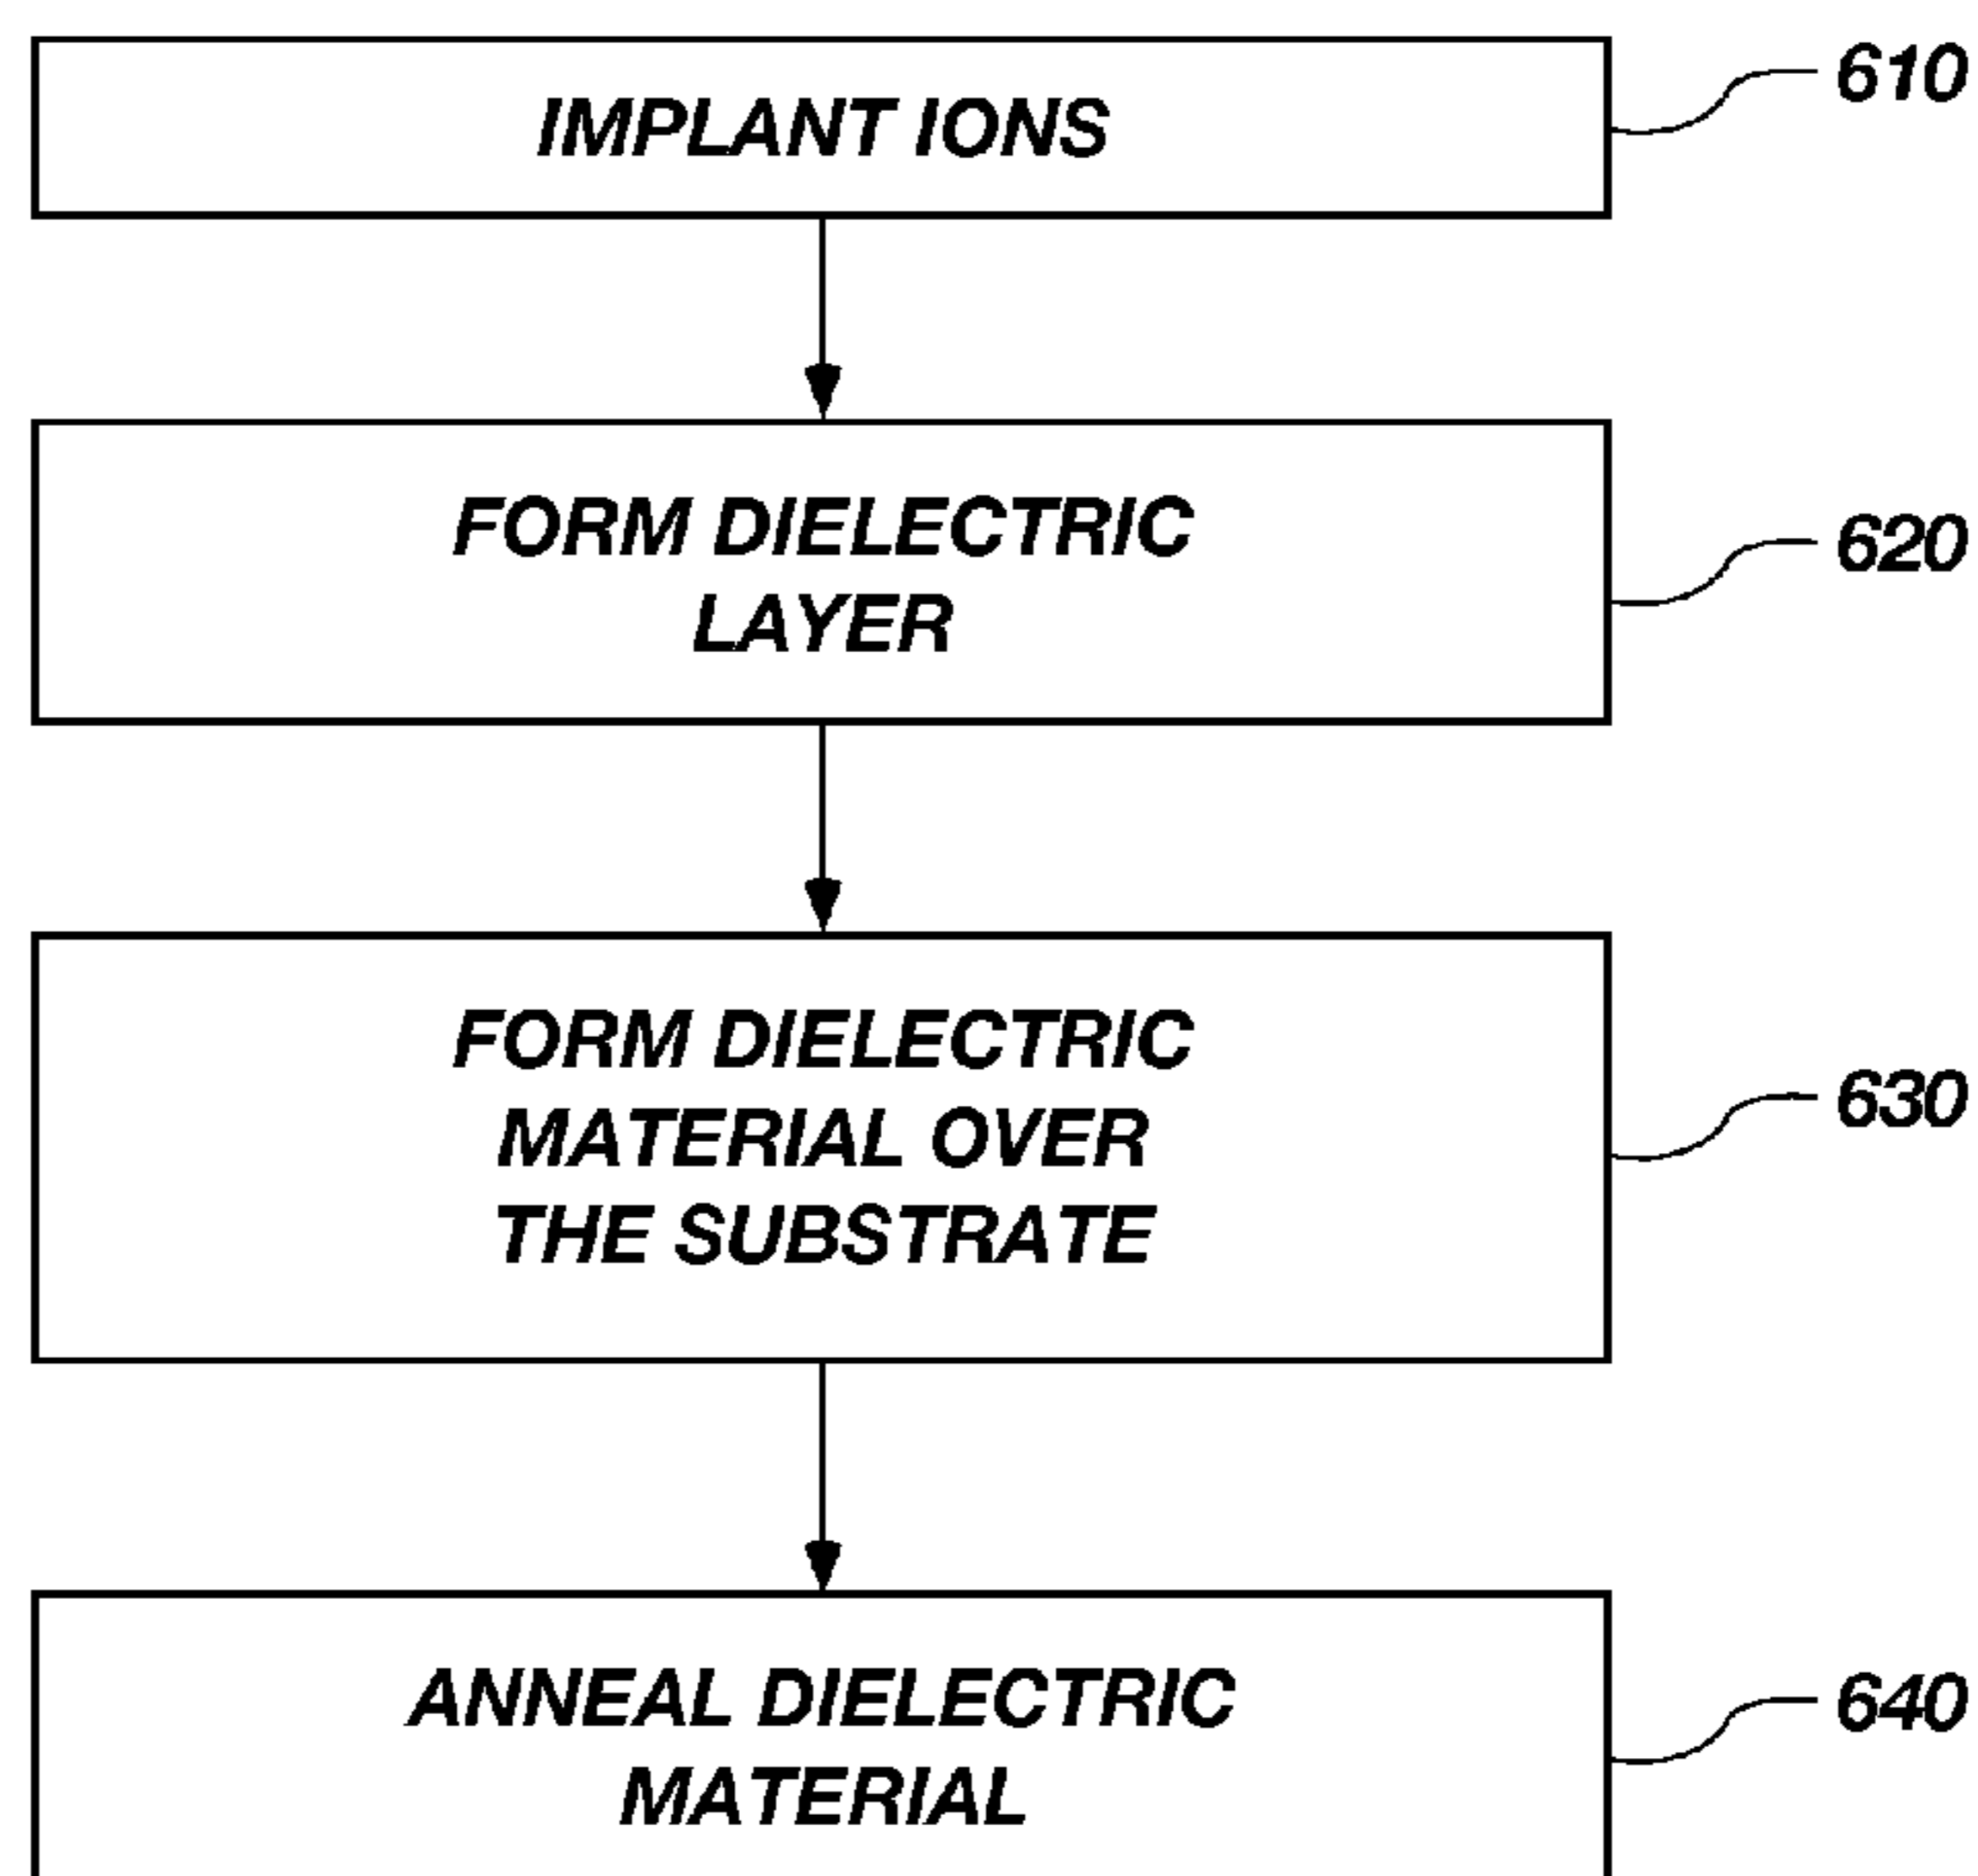 IMPLANT IONS
610
FORM DIELECTRIC
LAYER
620
FORM DIELECTRIC
MATERIAL OVER
THE SUBSTRATE
630
ANNEAL DIELECTRIC
MATERIAL
640